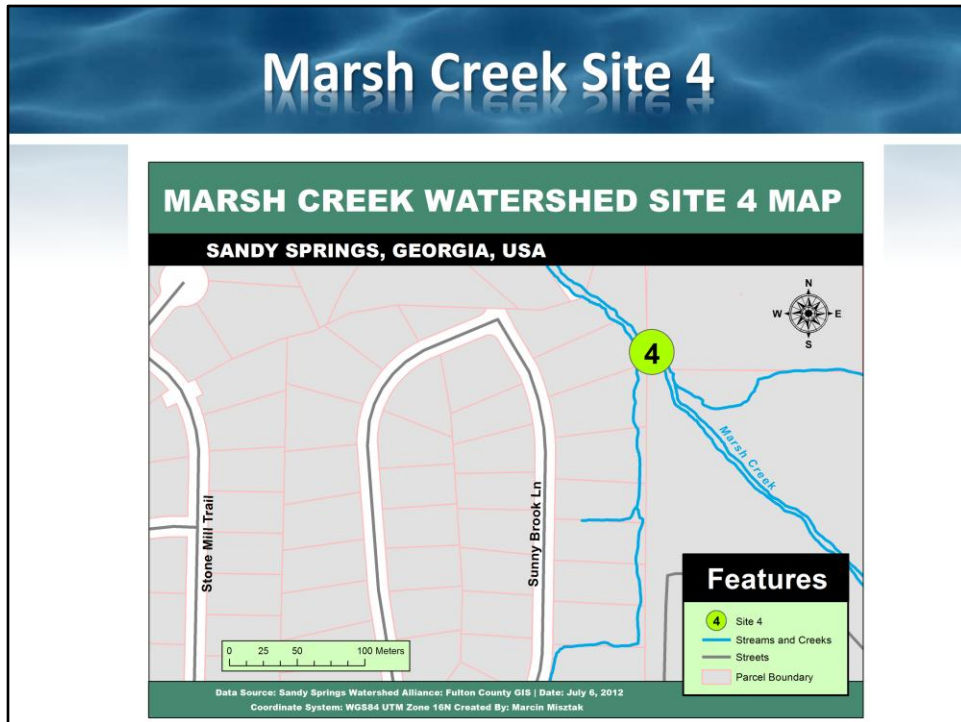 Marsh Creek Site 4
MARSH CREEK WATERSHED SITE 4 MAP
SANDY SPRINGS, GEORGIA, USA
N
W E
S
4
Marsh Creek
Stone Mill Trail
Sunny Brook Ln
Features
4 Site 4
Streams and Creeks
Streets
Parcel Boundary
0 25 50 100 Meters
Data Source: Sandy Springs Watershed Alliance: Fulton County GIS | Date: July 6, 2012
Coordinate System: WGS84 UTM Zone 16N Created By: Marcin Misztak